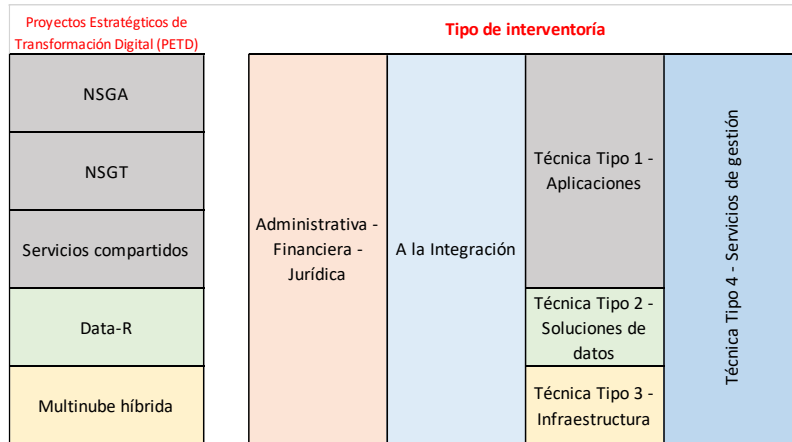 Proyectos Estratégicos de
Transformación Digital (PETD)
Tipo de interventoría
NSGA
NSGT
Servicios compartidos
Data-R
Multinube híbrida
Administrativa -
Financiera -
Jurídica
A la Integración
Técnica Tipo 1 -
Aplicaciones
Técnica Tipo 2 -
Soluciones de
datos
Técnica Tipo 3 -
Infraestructura
Técnica Tipo 4 - Servicios de gestión